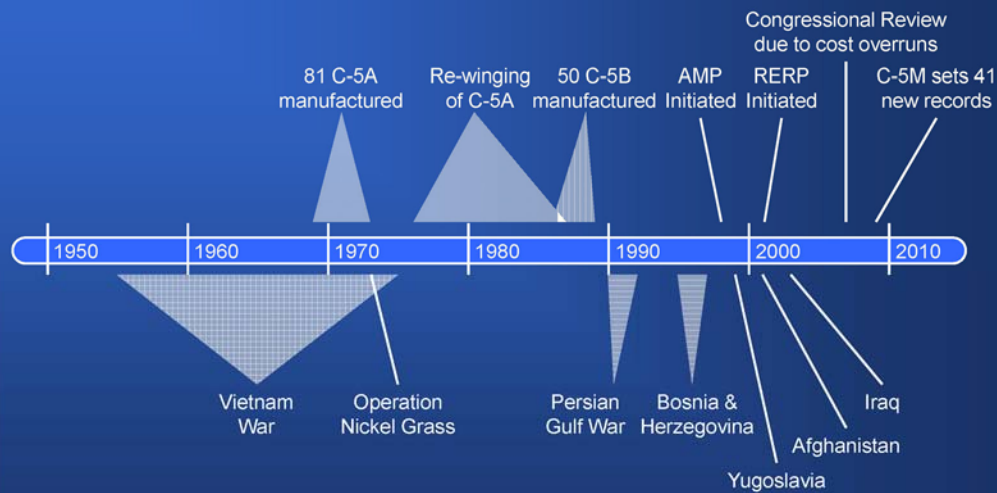 Congressional Review
due to cost overruns
81 C-5A
manufactured
Re-winging
of C-5A
50 C-5B
manufactured
AMP
Initiated
RERP
Initiated
C-5M sets 41
new records
1950
1960
1970
1980
1990
2000
2010
Vietnam
War
Operation
Nickel Grass
Persian
Gulf War
Bosnia &
Herzegovina
Iraq
Afghanistan
Yugoslavia